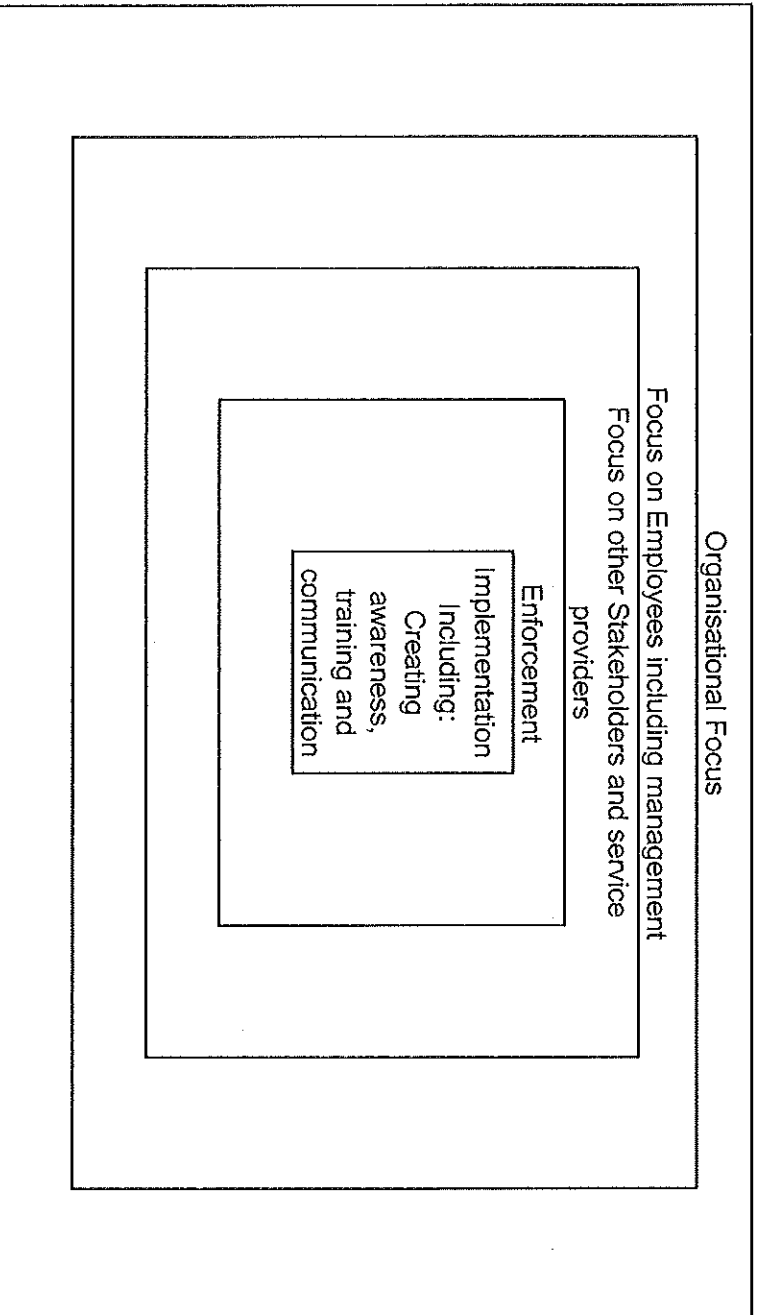 Organisational Focus
Focus on Employees including management
Focus on other Stakeholders and service
providers
Enforcement
implementation
Including:
Creating
awareness,
training and
communication